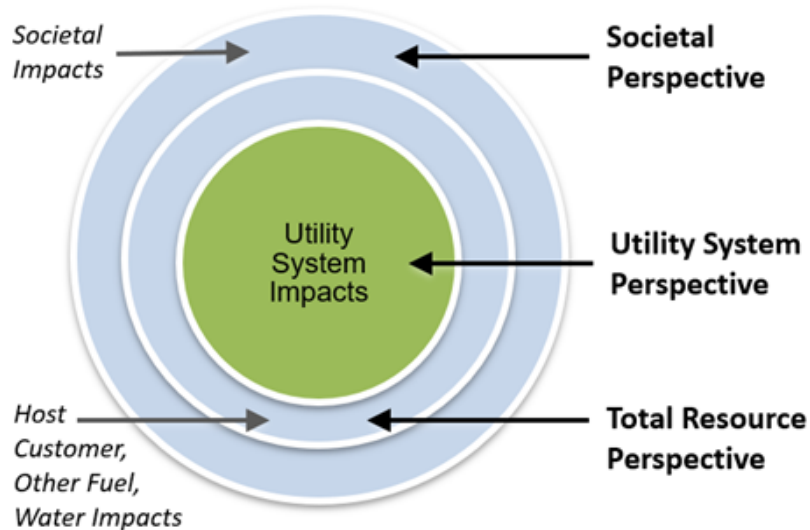 Societal
Impacts
Societal
Perspective
Utility
System
Impacts
Utility System
Perspective
Host
Customer,
Other Fuel,
Water Impacts
Total Resource
Perspective